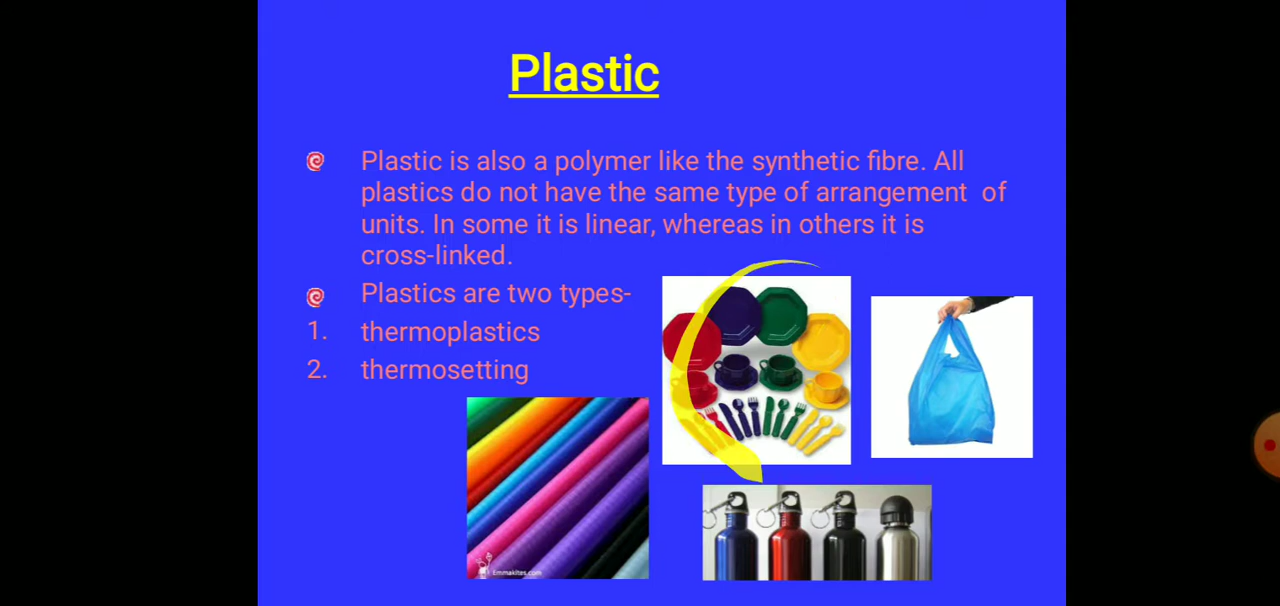 Plastic
Plastic is also a polymer like the synthetic fibre. All
plastics do not have the same type of arrangement of
units. In some it is linear, whereas in others it is
cross-linked.
Plastics are two types-
1. thermoplastics
2. thermosetting
Emmakites.com